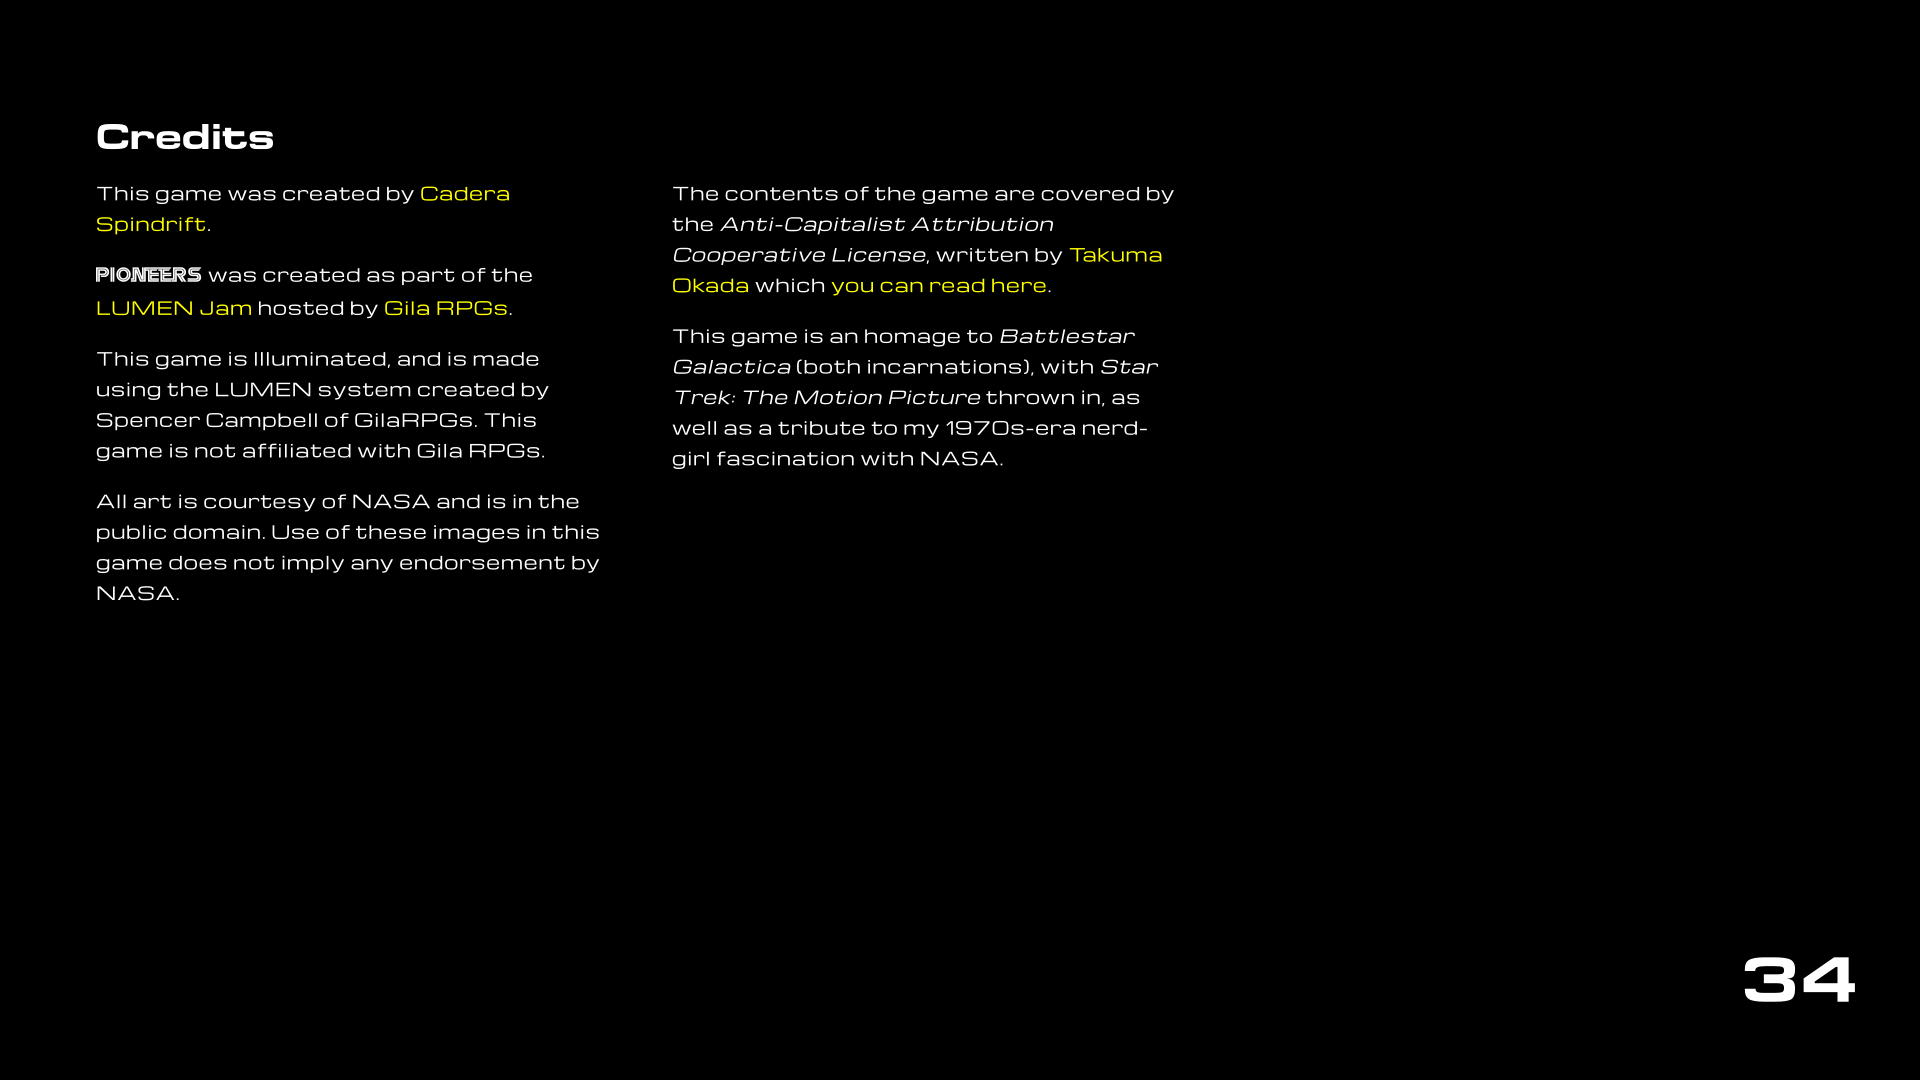 Credits
This game was created by Cadera
Spindrift.
PIONEERS was created as part of the
LUMEN Jam hosted by Gila RPGs.
This game is Illuminated, and is made
using the LUMEN system created by
Spencer Campbell of GilaRPGs. This
game is not affiliated with Gila RPGs.
All art is courtesy of NASA and is in the
public domain. Use of these images in this
game does not imply any endorsement by
NASA.
The contents of the game are covered by
the Anti-Capitalist Attribution
Cooperative License, written by Takuma
Okada which you can read here.
This game is an homage to Battlestar
Galactica (both incarnations), with Star
Trek: The Motion Picture thrown in, as
well as a tribute to my 1970s-era nerd-
girl fascination with NASA.
34